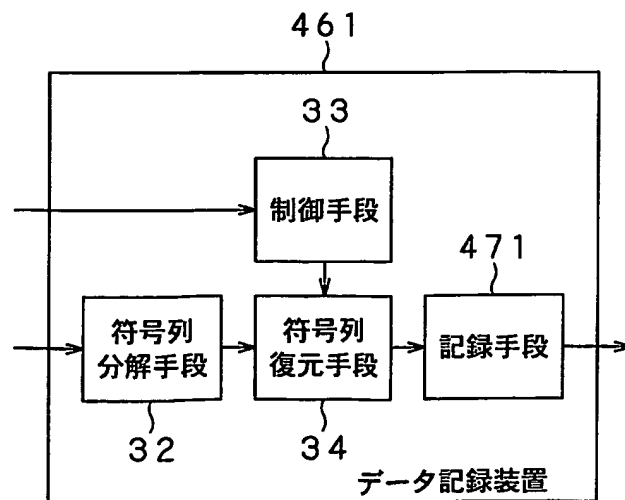 461
33
制御手段
471
符号列
分解手段
符号列
復元手段
記録手段
32
34
データ記録装置